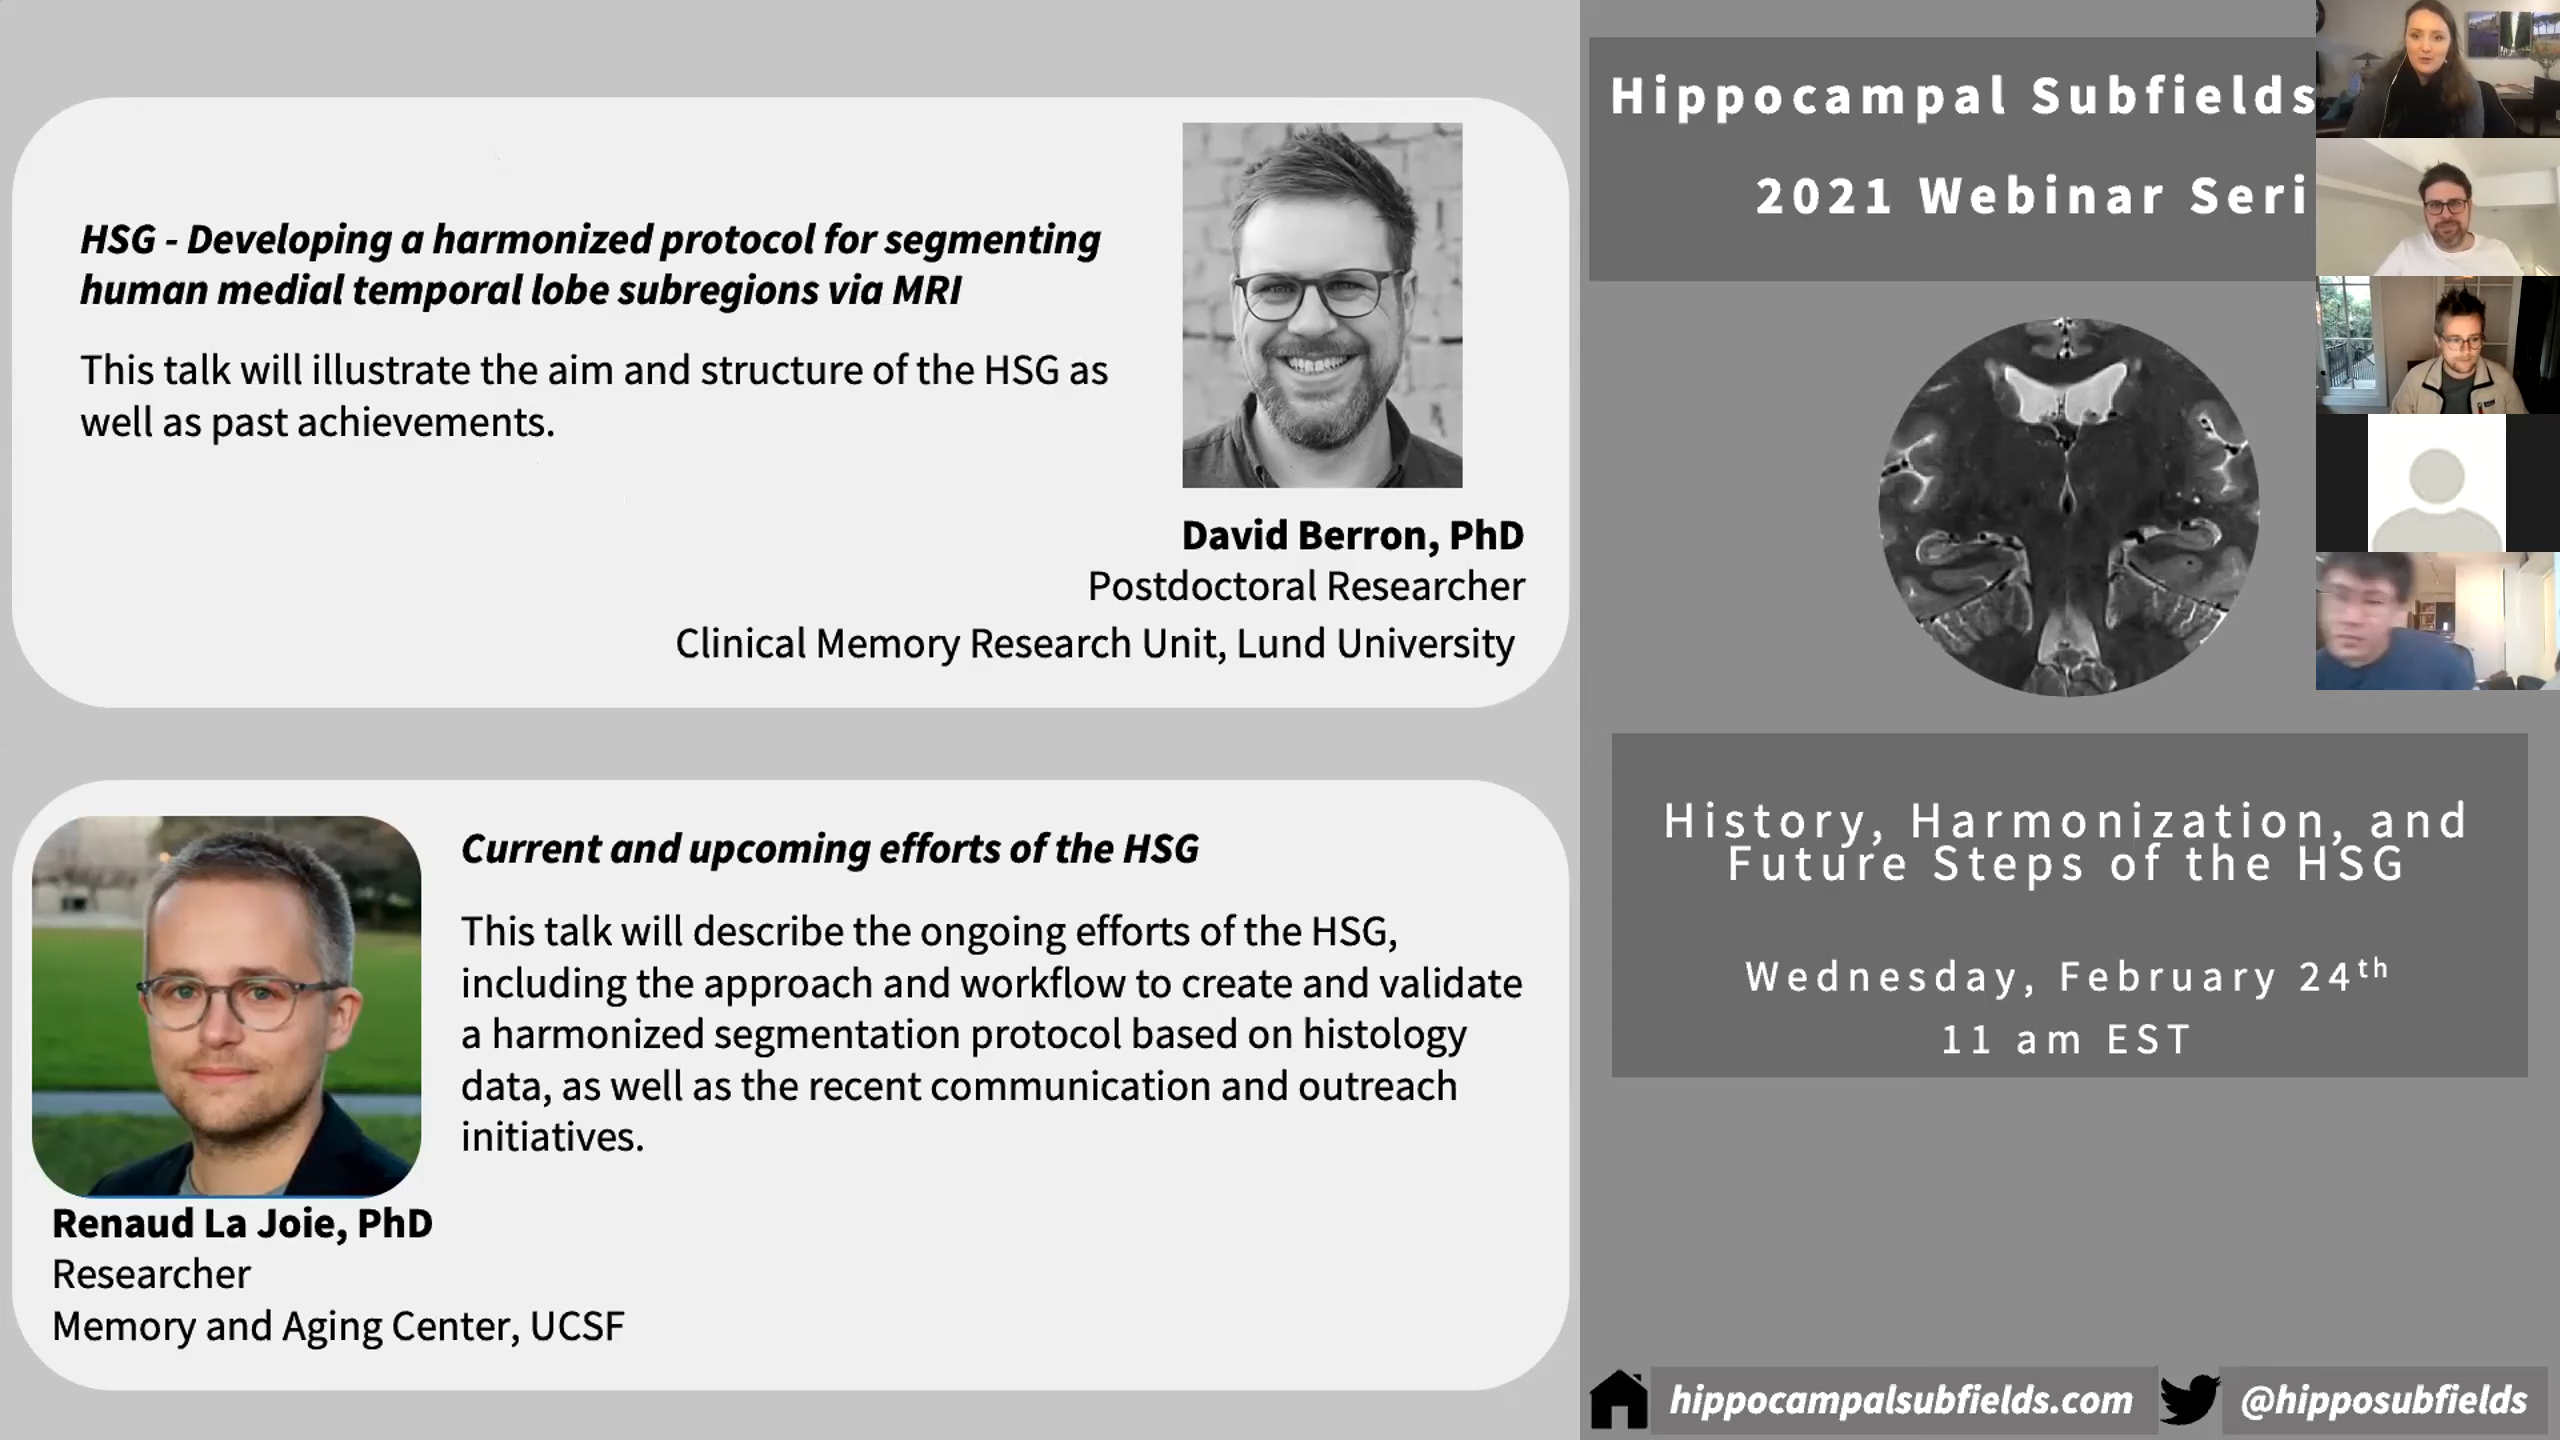 HSG - Developing a harmonized protocol for segmenting
human medial temporal lobe subregions via MRI
This talk will illustrate the aim and structure of the HSG as
well as past achievements.
David Berron, PhD
Postdoctoral Researcher
Clinical Memory Research Unit, Lund University
Current and upcoming efforts of the HSG
This talk will describe the ongoing efforts of the HSG,
including the approach and workflow to create and validate
a harmonized segmentation protocol based on histology
data, as well as the recent communication and outreach
initiatives.
Renaud La Joie, PhD
Researcher
Memory and Aging Center, UCSF
Hippocampal Subfields
2021 Webinar Seri
History, Harmonization, and
Future Steps of the HSG
Wednesday, February 24th
11 am EST
hippocampalsubfields.com
@hipposubfields